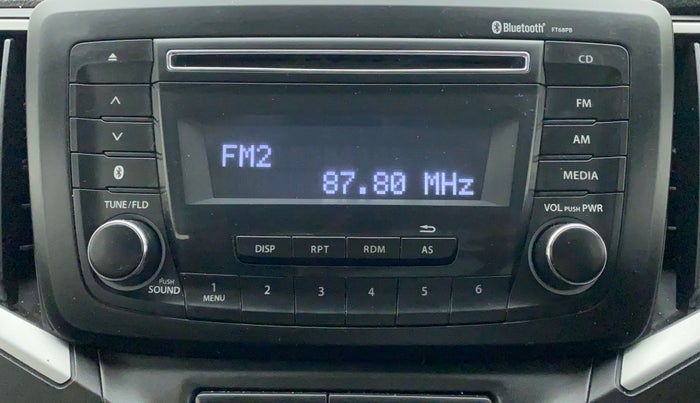 Bluetooth® FT68PB
CD
FM
FM2
AM
87.80 MHz
MEDIA
TUNE/FLD
VOL PUSH PWR
DISP RPT RDM AS
PUSH SOUND
1 2 3 4 5 6
MENU